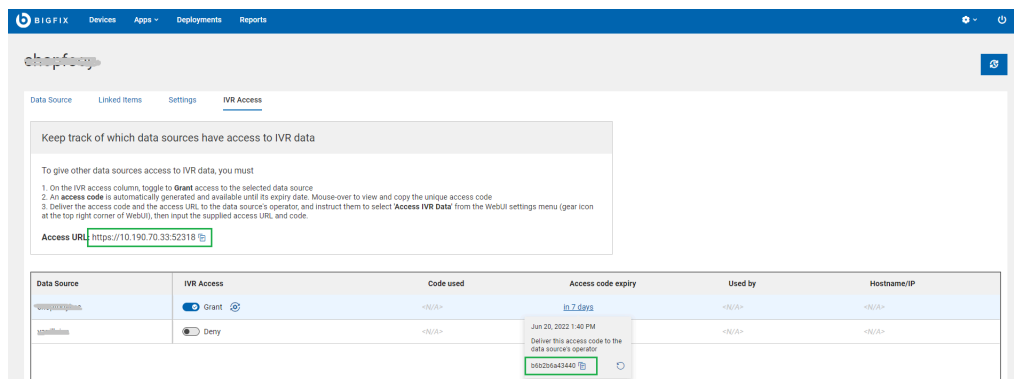 BIGFIX Devices Apps Deployments Reports
Data Source Linked Items Settings IVR Access
Keep track of which data sources have access to IVR data
To give other data sources access to IVR data, you must
1. On the IVR access column, toggle to Grant access to the selected data source
2. An access code is automatically generated and available until its expiry date. Mouse-over to view and copy the unique access code
3. Deliver the access code and the access URL to the data source's operator, and instruct them to select 'Access IVR Data' from the WebUI settings menu (gear icon
at the top right corner of WebUI), then input the supplied access URL and code.
Access URL: https://10.190.70.33:52318
Data Source IVR Access Code used Access code expiry Used by Hostname/IP
Grant <N/A> in 7 days <N/A> <N/A>
Deny <N/A> <N/A> <N/A>
Jun 20, 2022 1:40 PM
Deliver this access code to the
data source's operator
b6b2b6a43440